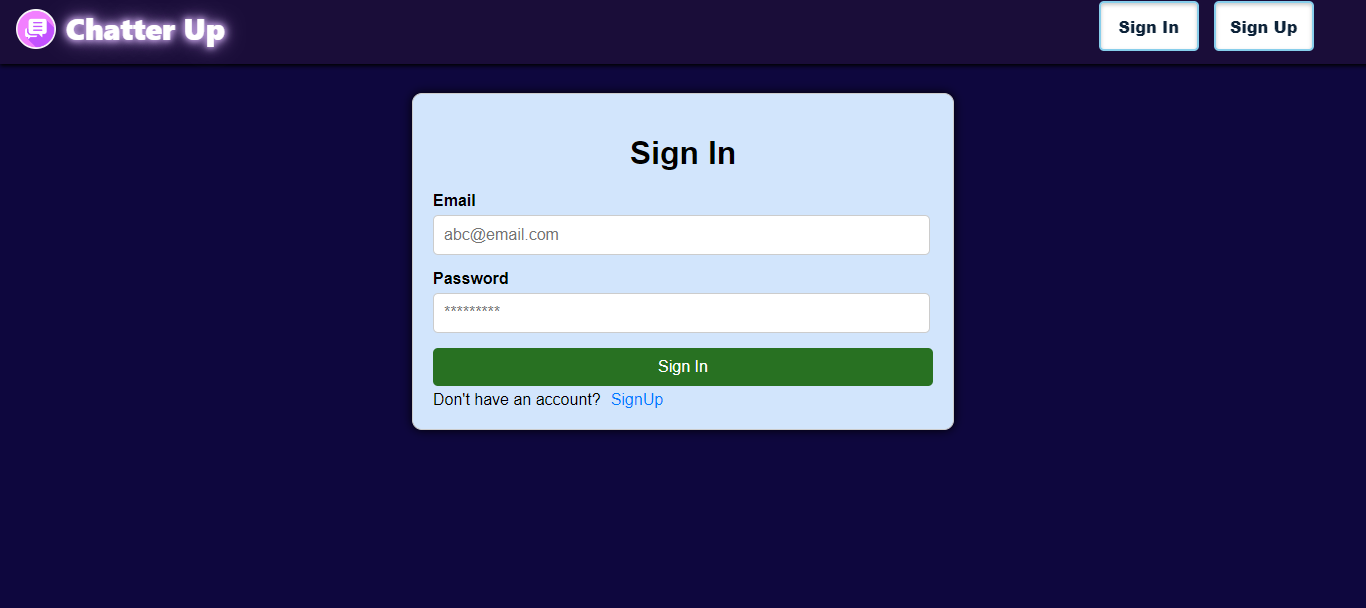 Chatter Up
Sign In
Sign Up
Sign In
Email
abc@email.com
Password
*********
Sign In
Don't have an account? SignUp